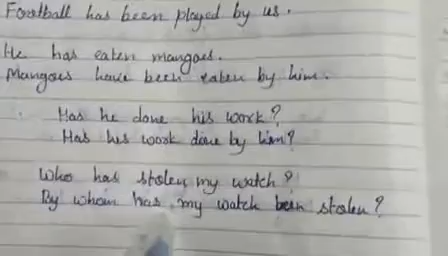 Football has been played by us.
He has eaten mangoes.
Mangoes have been eaten by him.
Has he done his work?
Has his work done by him?
Who has stolen my watch?
By whom has my watch been stolen?